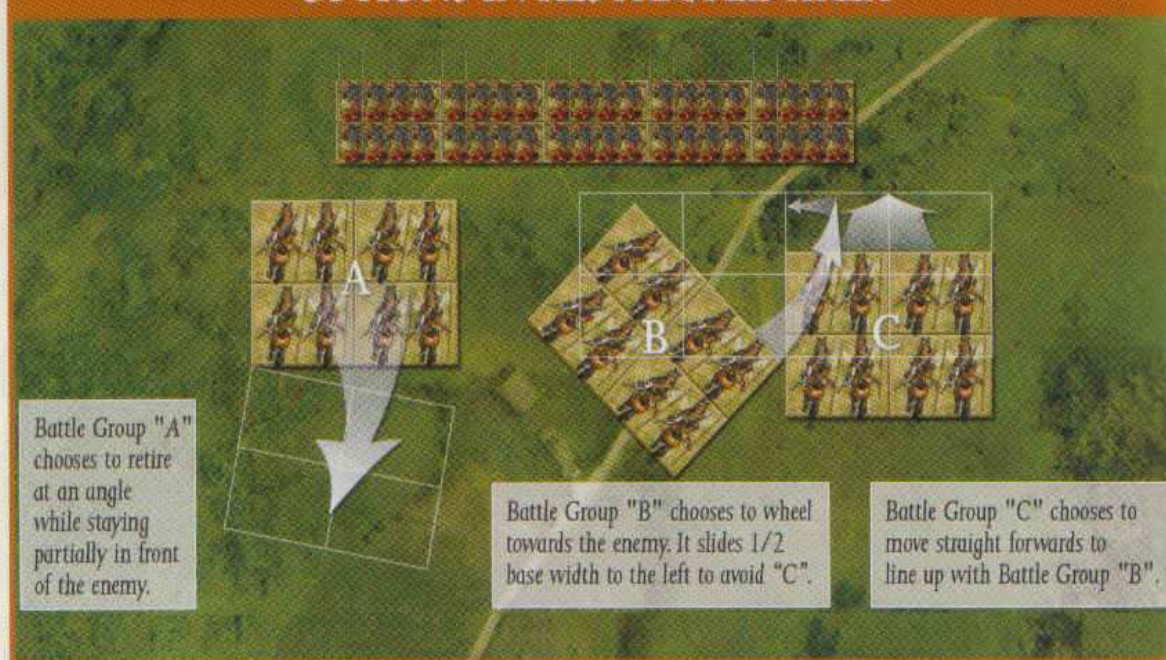 A
B
C
Battle Group "A"
chooses to retire
at an angle
while staying
partially in front
of the enemy.
Battle Group "B" chooses to wheel
towards the enemy. It slides 1/2
base width to the left to avoid “C”.
Battle Group "C" chooses to
move straight forwards to
line up with Battle Group "B".